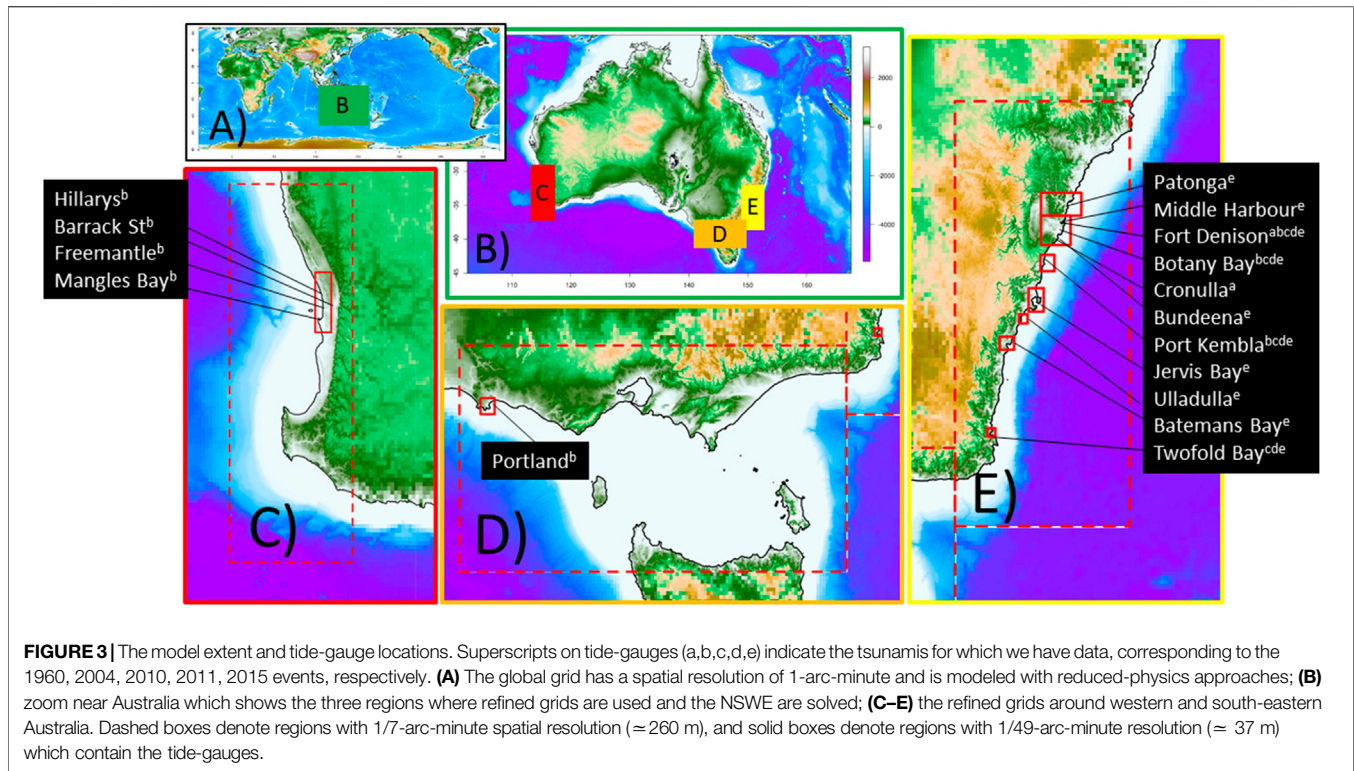 A)
B
B)
C
D
E
2000
0
-2000
-4000
-35
-40
-45
110
120
130
140
150
160
Hillarysᵇ
Barrack Stᵇ
Freemantleᵇ
Mangles Bayᵇ
C)
Portlandᵇ
D)
E)
Patongaᵉ
Middle Harbourᵉ
Fort Denisonᵃᵇᶜᵈᵉ
Botany Bayᵇᶜᵈᵉ
Cronullaᵃ
Bundeenaᵉ
Port Kemblaᵇᶜᵈᵉ
Jervis Bayᵉ
Ulladullaᵉ
Batemans Bayᵉ
Twofold Bayᶜᵈᵉ
FIGURE 3 | The model extent and tide-gauge locations. Superscripts on tide-gauges (a,b,c,d,e) indicate the tsunamis for which we have data, corresponding to the
1960, 2004, 2010, 2011, 2015 events, respectively. (A) The global grid has a spatial resolution of 1-arc-minute and is modeled with reduced-physics approaches; (B)
zoom near Australia which shows the three regions where refined grids are used and the NSWE are solved; (C–E) the refined grids around western and south-eastern
Australia. Dashed boxes denote regions with 1/7-arc-minute spatial resolution (≃260 m), and solid boxes denote regions with 1/49-arc-minute resolution (≃ 37 m)
which contain the tide-gauges.